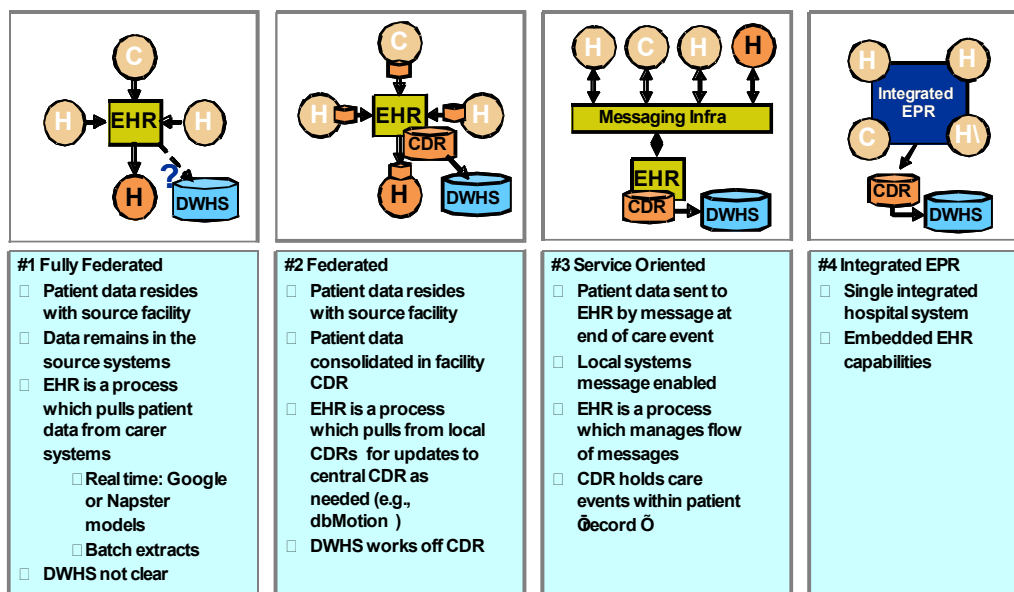 C
H
EHR
H
?
H
DWHS
C
H
EHR
H
CDR
H
DWHS
H
C
H
H
Messaging Infra
EHR
CDR
DWHS
H
H
Integrated
EPR
C
H\
CDR
DWHS
#1 Fully Federated
Patient data resides
with source facility
Data remains in the
source systems
EHR is a process
which pulls patient
data from carer
systems
Real time: Google
or Napster
models
Batch extracts
DWHS not clear
#2 Federated
Patient data resides
with source facility
Patient data
consolidated in facility
CDR
EHR is a process
which pulls from local
CDRs for updates to
central CDR as
needed (e.g.,
dbMotion )
DWHS works off CDR
#3 Service Oriented
Patient data sent to
EHR by message at
end of care event
Local systems
message enabled
EHR is a process
which manages flow
of messages
CDR holds care
events within patient
ecord Õ
#4 Integrated EPR
Single integrated
hospital system
Embedded EHR
capabilities